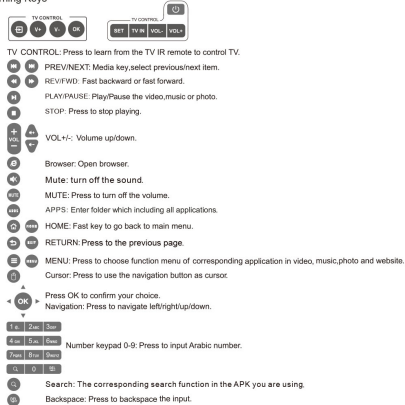 rning Keys
TV CONTROL
V+ V- OK
TV CONTROL
SET TV IN VOL- VOL+
TV CONTROL: Press to learn from the TV IR remote to control TV.
PREV/NEXT: Media key,select previous/next item.
REV/FWD: Fast backward or fast forward.
PLAY/PAUSE: Play/Pause the video,music or photo.
STOP: Press to stop playing.
+ VOL −
VOL+/-: Volume up/down.
Browser: Open browser.
Mute: turn off the sound.
MUTE MUTE: Press to turn off the volume.
MENU APPS: Enter folder which including all applications.
HOME: Fast key to go back to main menu.
EXIT RETURN: Press to the previous page.
MENU MENU: Press to choose function menu of corresponding application in video, music,photo and website.
Cursor: Press to use the navigation button as cursor.
OK
Press OK to confirm your choice.
Navigation: Press to navigate left/right/up/down.
1 2ABC 3DEF
4GHI 5JKL 6MNO
Number keypad 0-9: Press to input Arabic number.
7PQRS 8TUV 9WXYZ
0
Search: The corresponding search function in the APK you are using.
Backspace: Press to backspace the input.